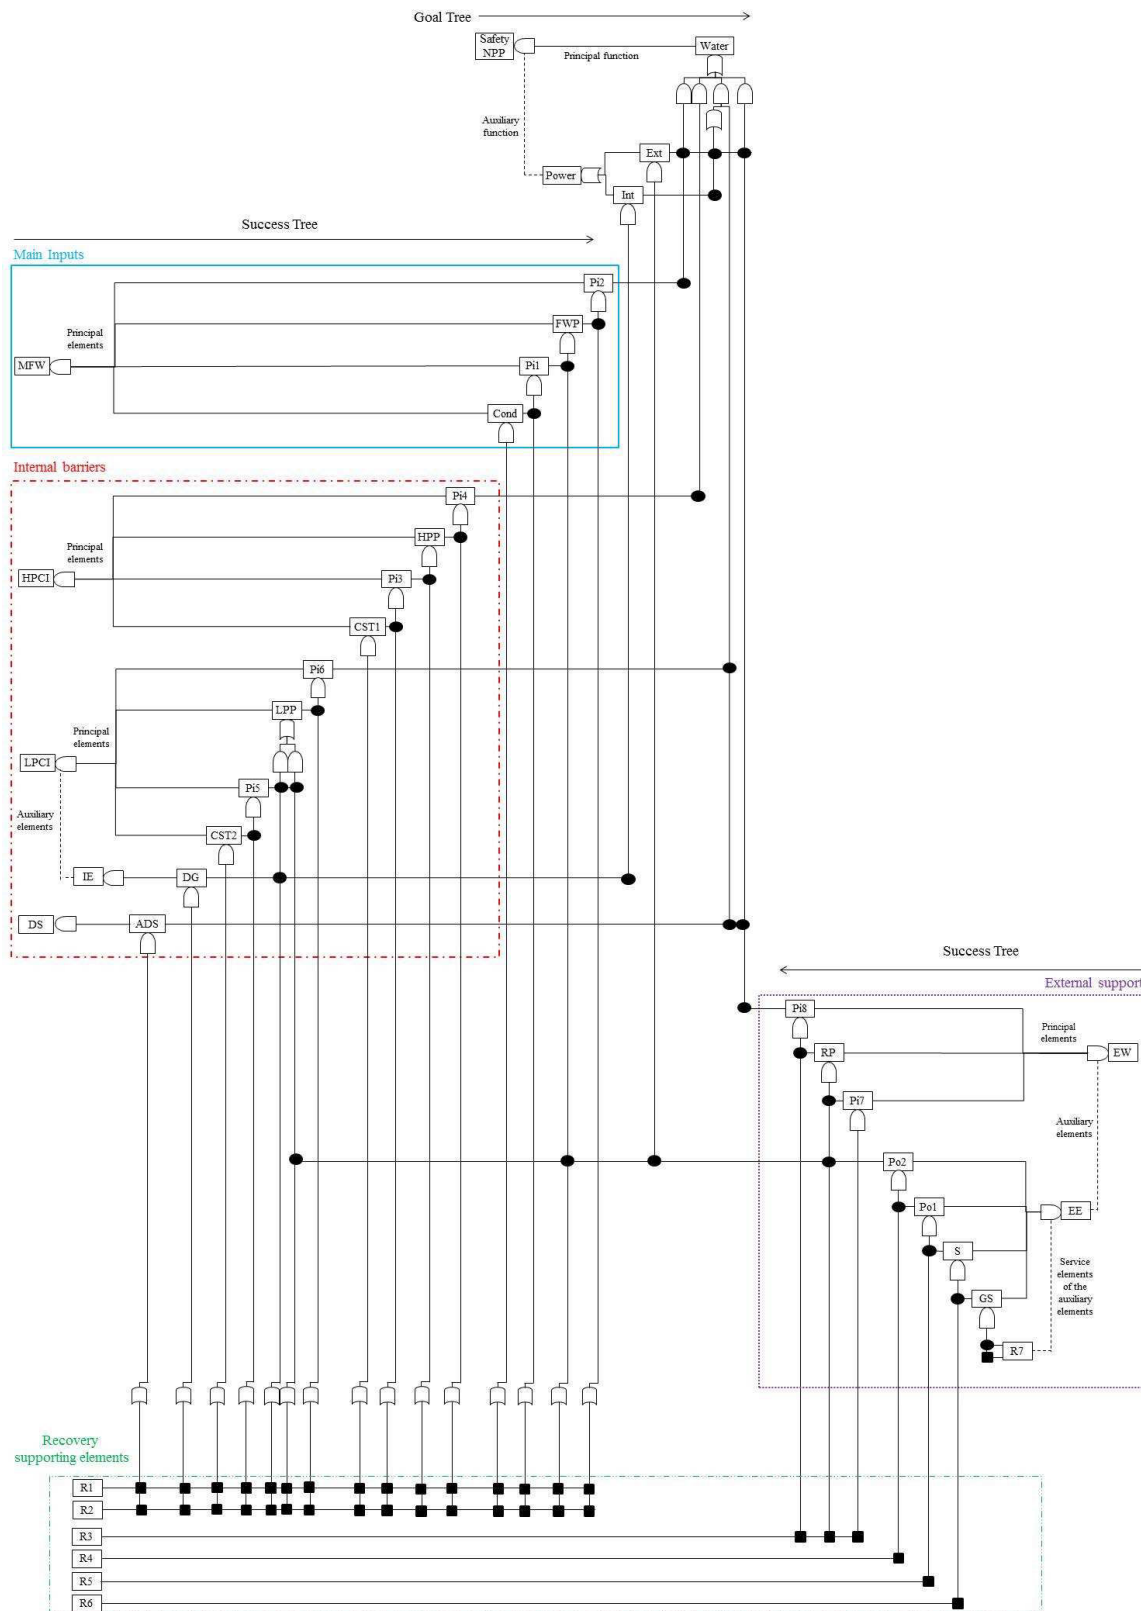 Goal Tree
Safety
NPP
Water
Principal function
Auxiliary
function
Ext
Power
Int
Success Tree
Main Inputs
Pi2
FWP
Principal
elements
MFW
Pi1
Cond
Internal barriers
Pi4
HPP
Principal
elements
HPCI
Pi3
CST1
Pi6
LPP
Principal
elements
LPCI
Pi5
Auxiliary
elements
CST2
IE
DG
DS
ADS
Success Tree
External support
Pi8
Principal
elements
RP
EW
Pi7
Auxiliary
elements
Po2
Po1
EE
S
Service
elements
of the
auxiliary
elements
GS
R7
Recovery
supporting elements
R1
R2
R3
R4
R5
R6